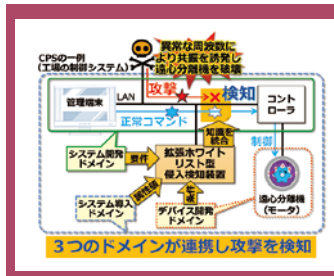 CPSの一例
(工場の制御システム)
異常な周波数に
より共振を誘発し
遠心分離機を破壊
攻撃
検知
管理端末
LAN
正常コマンド
コント
ローラ
知識を
統合
制御
システム開発
ドメイン
要件
拡張ホワイト
リスト型
侵入検知装置
遠心分離機
(モータ)
システム導入
ドメイン
デバイス開発
ドメイン
3つのドメインが連携し攻撃を検知